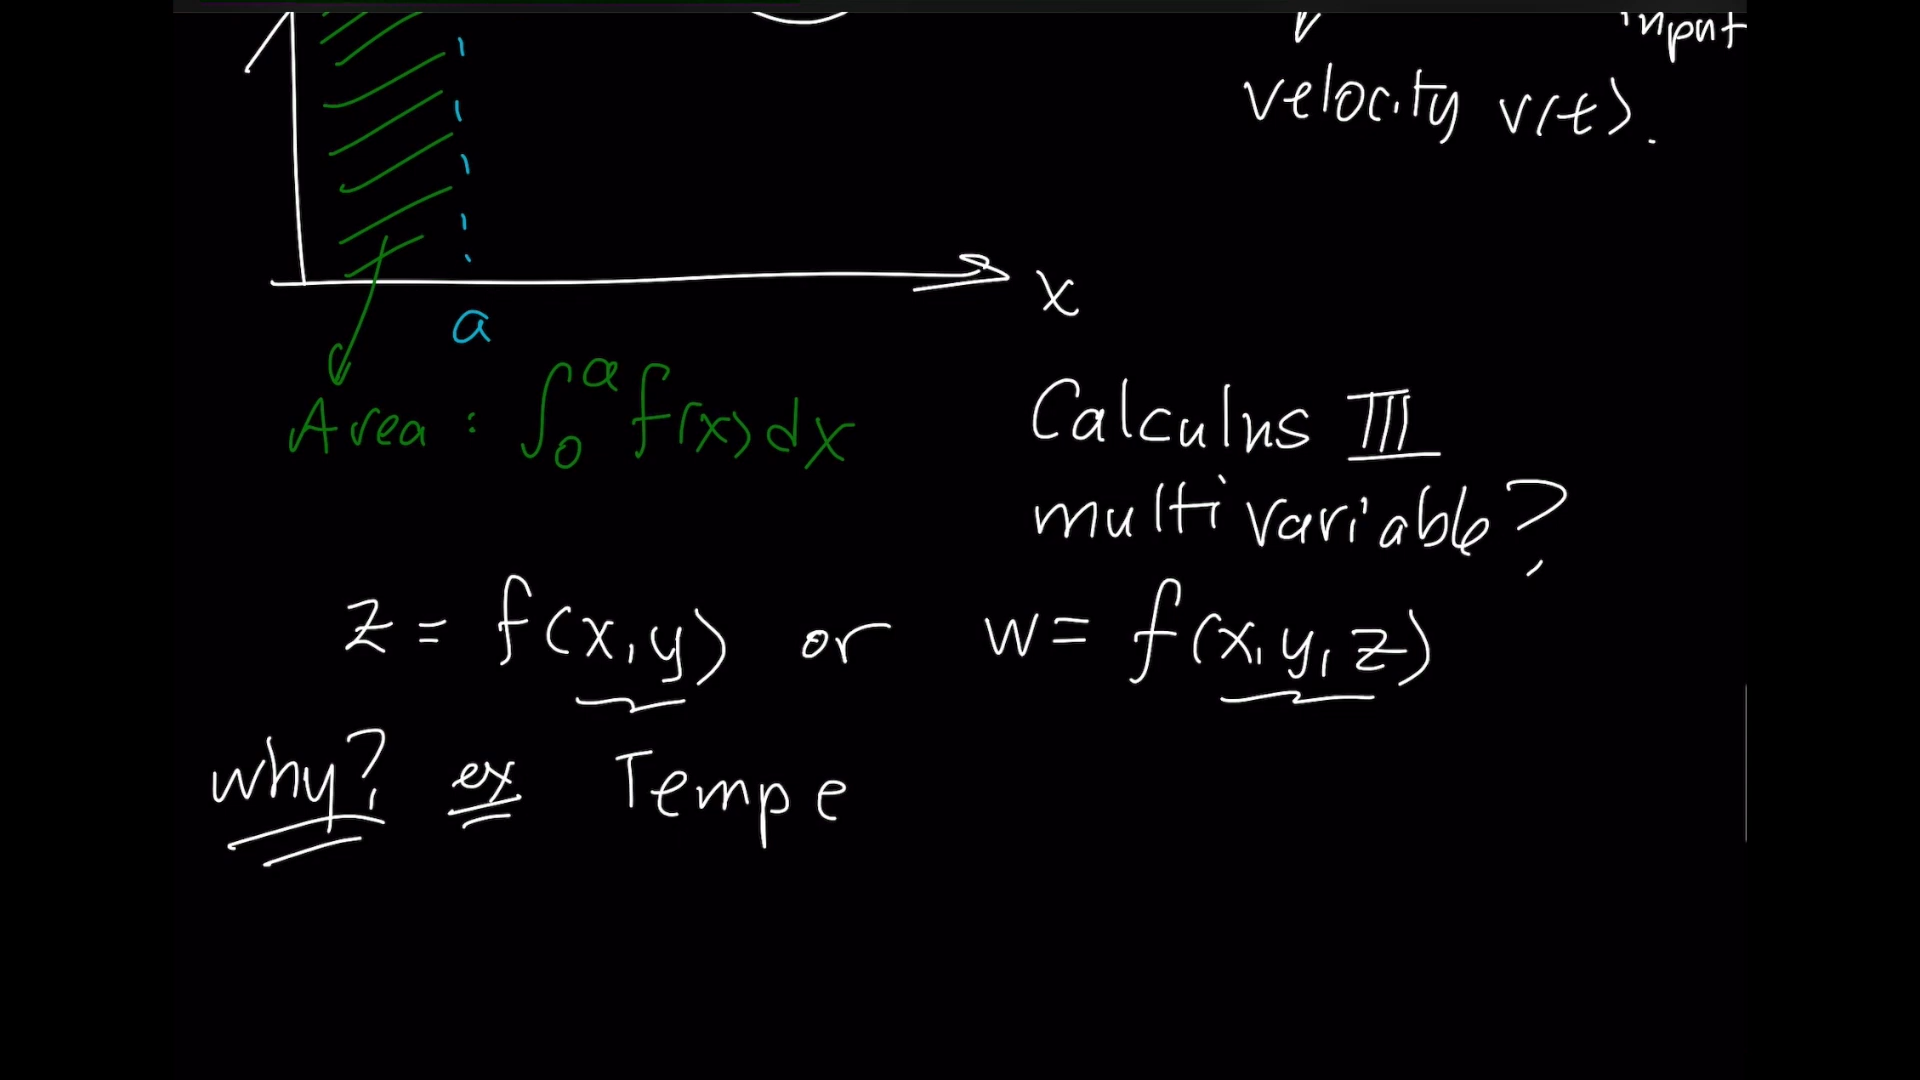 input
velocity v(t).
x
a
Area : ∫₀ᵃ f(x) dx
Calculus III
multivariable?
z = f(x,y) or w = f(x,y,z)
why? ex Tempe